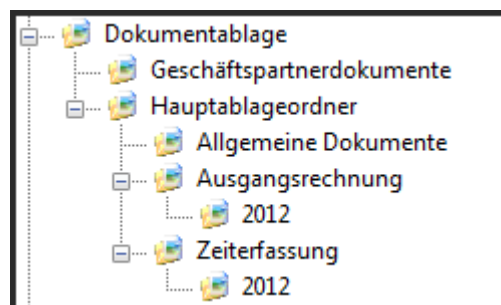 Dokumentablage
Geschäftspartnerdokumente
Hauptablageordner
Allgemeine Dokumente
Ausgangsrechnung
2012
Zeiterfassung
2012